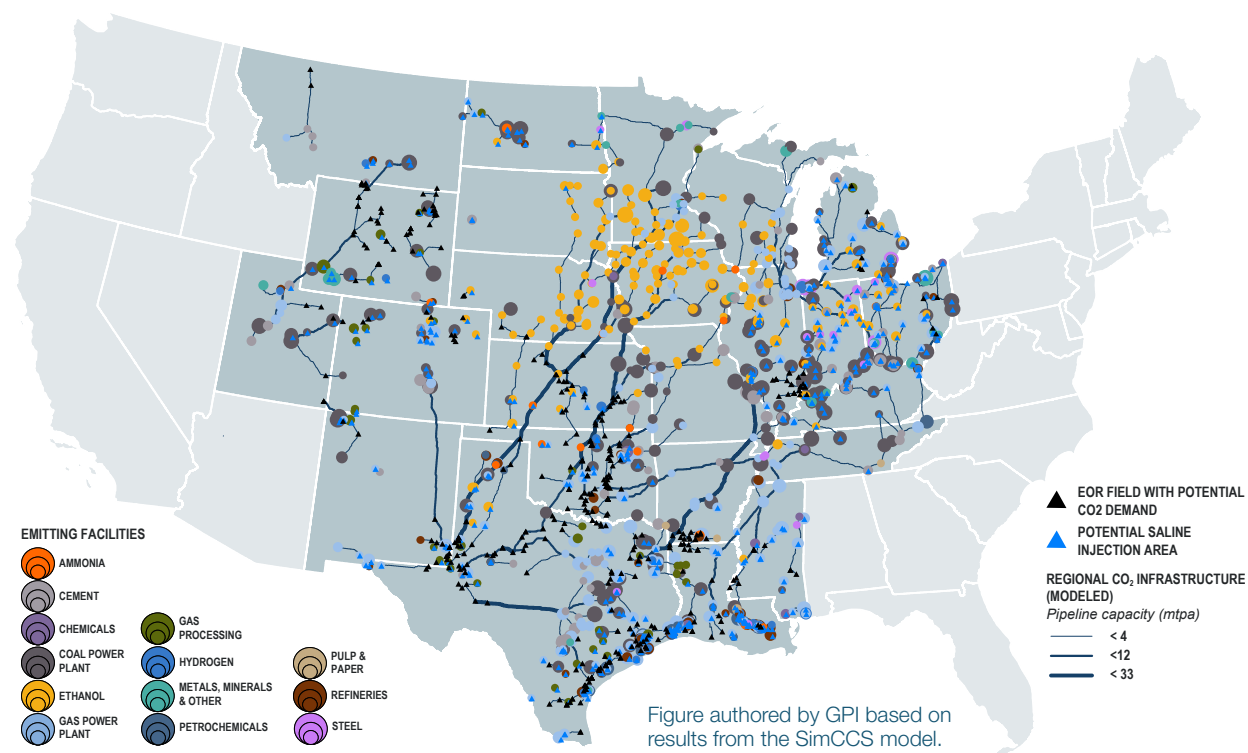 EMITTING FACILITIES
AMMONIA
CEMENT
CHEMICALS
COAL POWER
PLANT
ETHANOL
GAS POWER
PLANT
GAS
PROCESSING
HYDROGEN
METALS, MINERALS
& OTHER
PETROCHEMICALS
PULP &
PAPER
REFINERIES
STEEL
EOR FIELD WITH POTENTIAL
CO2 DEMAND
POTENTIAL SALINE
INJECTION AREA
REGIONAL CO₂ INFRASTRUCTURE
(MODELED)
Pipeline capacity (mtpa)
< 4
<12
< 33
Figure authored by GPI based on
results from the SimCCS model.